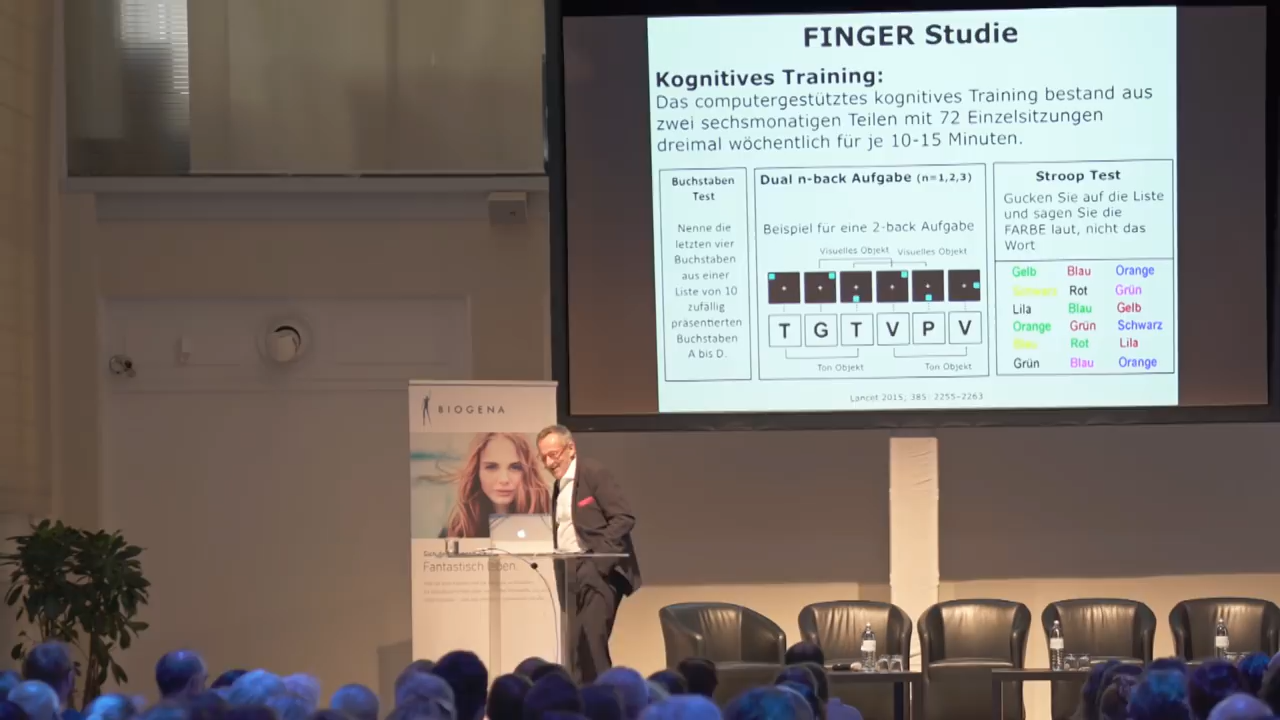 FINGER Studie
Kognitives Training:
Das computergestütztes kognitives Training bestand aus
zwei sechsmonatigen Teilen mit 72 Einzelsitzungen
dreimal wöchentlich für je 10-15 Minuten.
Buchstaben
Test
Nenne die
letzten vier
Buchstaben
aus einer
Liste von 10
zufällig
präsentierten
Buchstaben
A bis D.
Dual n-back Aufgabe (n=1,2,3)
Beispiel für eine 2-back Aufgabe
Visuelles Objekt Visuelles Objekt
T G T V P V
Ton Objekt Ton Objekt
Stroop Test
Gucken Sie auf die Liste
und sagen Sie die
FARBE laut, nicht das
Wort
Gelb Blau Orange
Schwarz Rot Grün
Lila Blau Gelb
Orange Grün Schwarz
Blau Rot Lila
Grün Blau Orange
Lancet 2015; 385: 2255-2263
BIOGENA
Fantastisch leben.